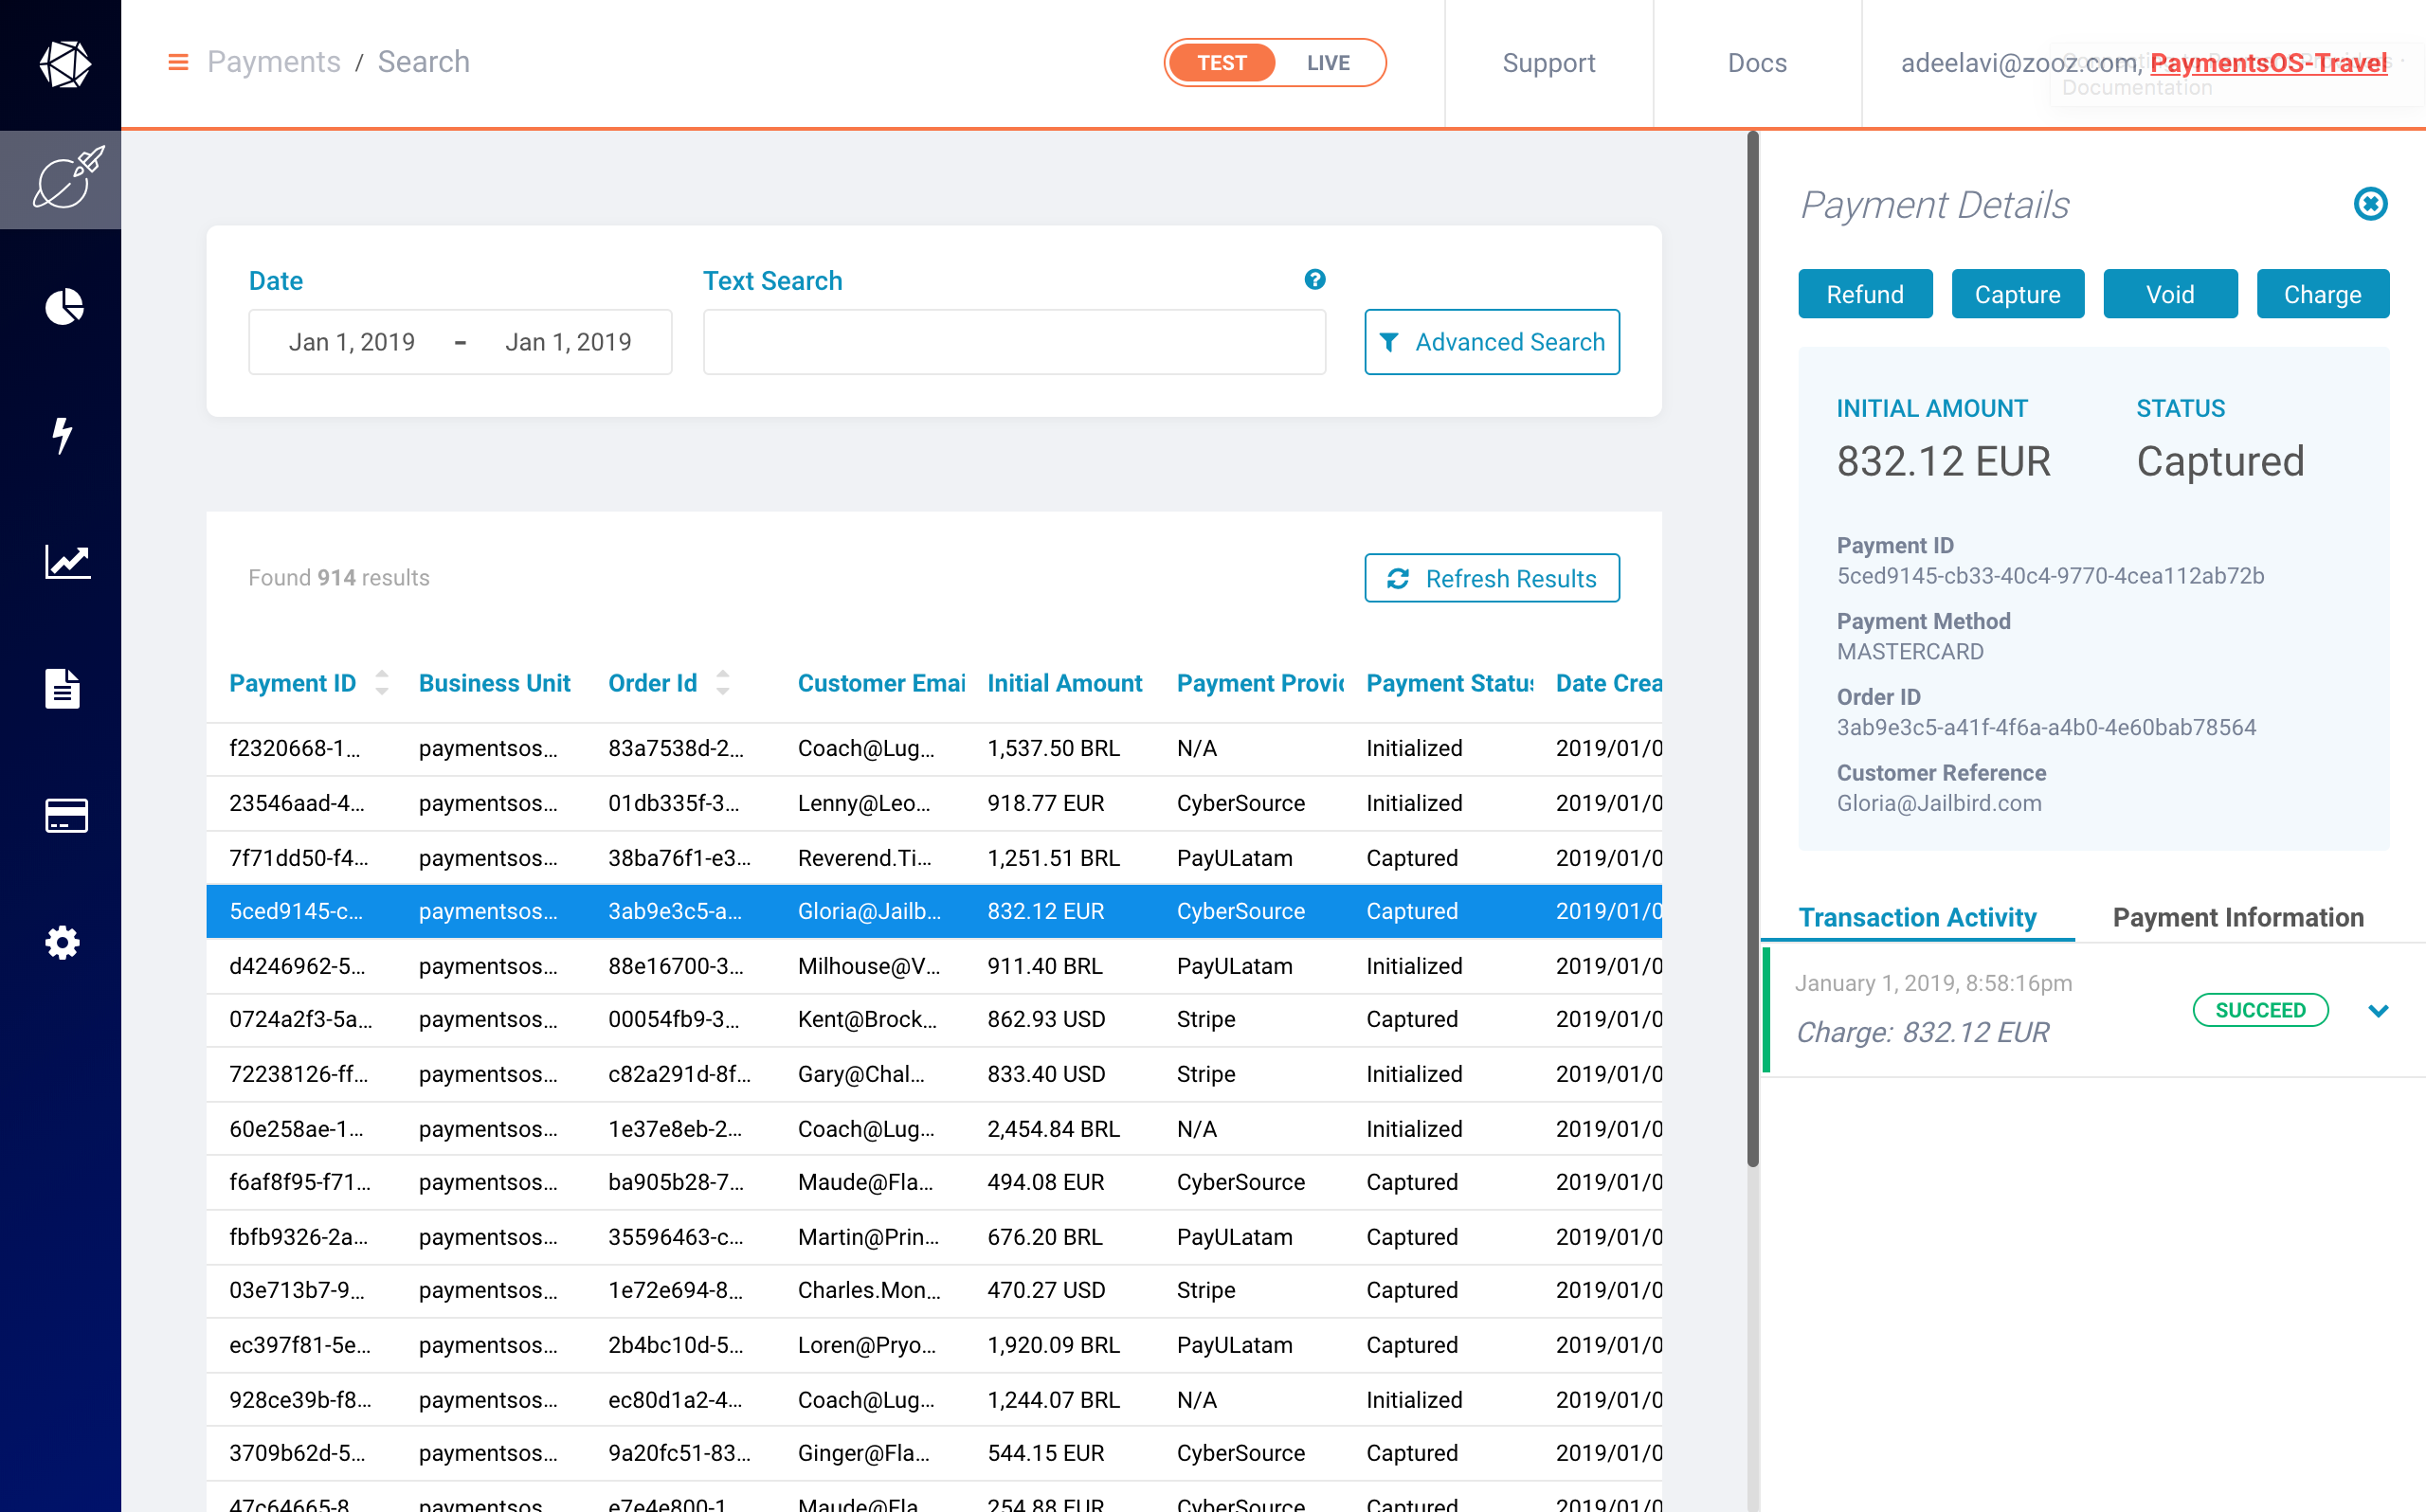 Payments / Search
TEST LIVE
Support
Docs
adeelavi@zooz.com, PaymentsOS-Travel
Documentation
Date
Text Search
Jan 1, 2019 - Jan 1, 2019
Advanced Search
Found 914 results
Refresh Results
Payment ID Business Unit Order Id Customer Emai Initial Amount Payment Provic Payment Status Date Crea
f2320668-1... paymentsos... 83a7538d-2... Coach@Lug... 1,537.50 BRL N/A Initialized 2019/01/0
23546aad-4... paymentsos... 01db335f-3... Lenny@Leo... 918.77 EUR CyberSource Initialized 2019/01/0
7f71dd50-f4... paymentsos... 38ba76f1-e3... Reverend.Ti... 1,251.51 BRL PayULatam Captured 2019/01/0
5ced9145-c... paymentsos... 3ab9e3c5-a... Gloria@Jailb... 832.12 EUR CyberSource Captured 2019/01/0
d4246962-5... paymentsos... 88e16700-3... Milhouse@V... 911.40 BRL PayULatam Initialized 2019/01/0
0724a2f3-5a... paymentsos... 00054fb9-3... Kent@Brock... 862.93 USD Stripe Captured 2019/01/0
72238126-ff... paymentsos... c82a291d-8f... Gary@Chal... 833.40 USD Stripe Initialized 2019/01/0
60e258ae-1... paymentsos... 1e37e8eb-2... Coach@Lug... 2,454.84 BRL N/A Initialized 2019/01/0
f6af8f95-f71... paymentsos... ba905b28-7... Maude@Fla... 494.08 EUR CyberSource Captured 2019/01/0
fbfb9326-2a... paymentsos... 35596463-c... Martin@Prin... 676.20 BRL PayULatam Captured 2019/01/0
03e713b7-9... paymentsos... 1e72e694-8... Charles.Mon... 470.27 USD Stripe Captured 2019/01/0
ec397f81-5e... paymentsos... 2b4bc10d-5... Loren@Pryo... 1,920.09 BRL PayULatam Captured 2019/01/0
928ce39b-f8... paymentsos... ec80d1a2-4... Coach@Lug... 1,244.07 BRL N/A Initialized 2019/01/0
3709b62d-5... paymentsos... 9a20fc51-83... Ginger@Fla... 544.15 EUR CyberSource Captured 2019/01/0
47c64665-8 paymentsos... e7e4e800-1 Maude@Fla 254.88 EUR CyberSource Captured 2019/01/0
Payment Details
Refund Capture Void Charge
INITIAL AMOUNT STATUS
832.12 EUR Captured
Payment ID
5ced9145-cb33-40c4-9770-4cea112ab72b
Payment Method
MASTERCARD
Order ID
3ab9e3c5-a41f-4f6a-a4b0-4e60bab78564
Customer Reference
Gloria@Jailbird.com
Transaction Activity Payment Information
January 1, 2019, 8:58:16pm
SUCCEED
Charge: 832.12 EUR